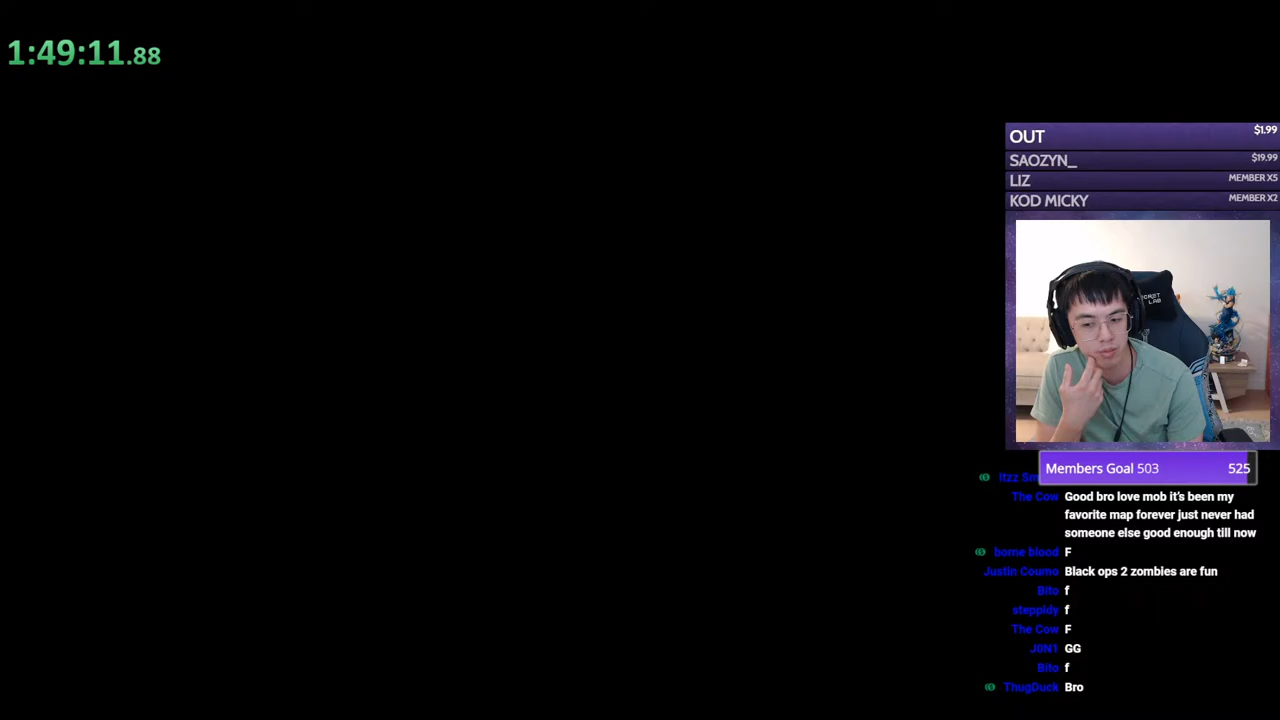 1:49:11.88
OUT $1.99
SAOZYN_ $19.99
LIZ MEMBER X5
KOD MICKY MEMBER X2
Members Goal 503 525
Itzz
The Cow Good bro love mob it's been my
favorite map forever just never had
someone else good enough till now
borne blood F
Justin Coumo Black ops 2 zombies are fun
Bito f
steppidy f
The Cow F
J0N1 GG
Bito f
ThugDuck Bro